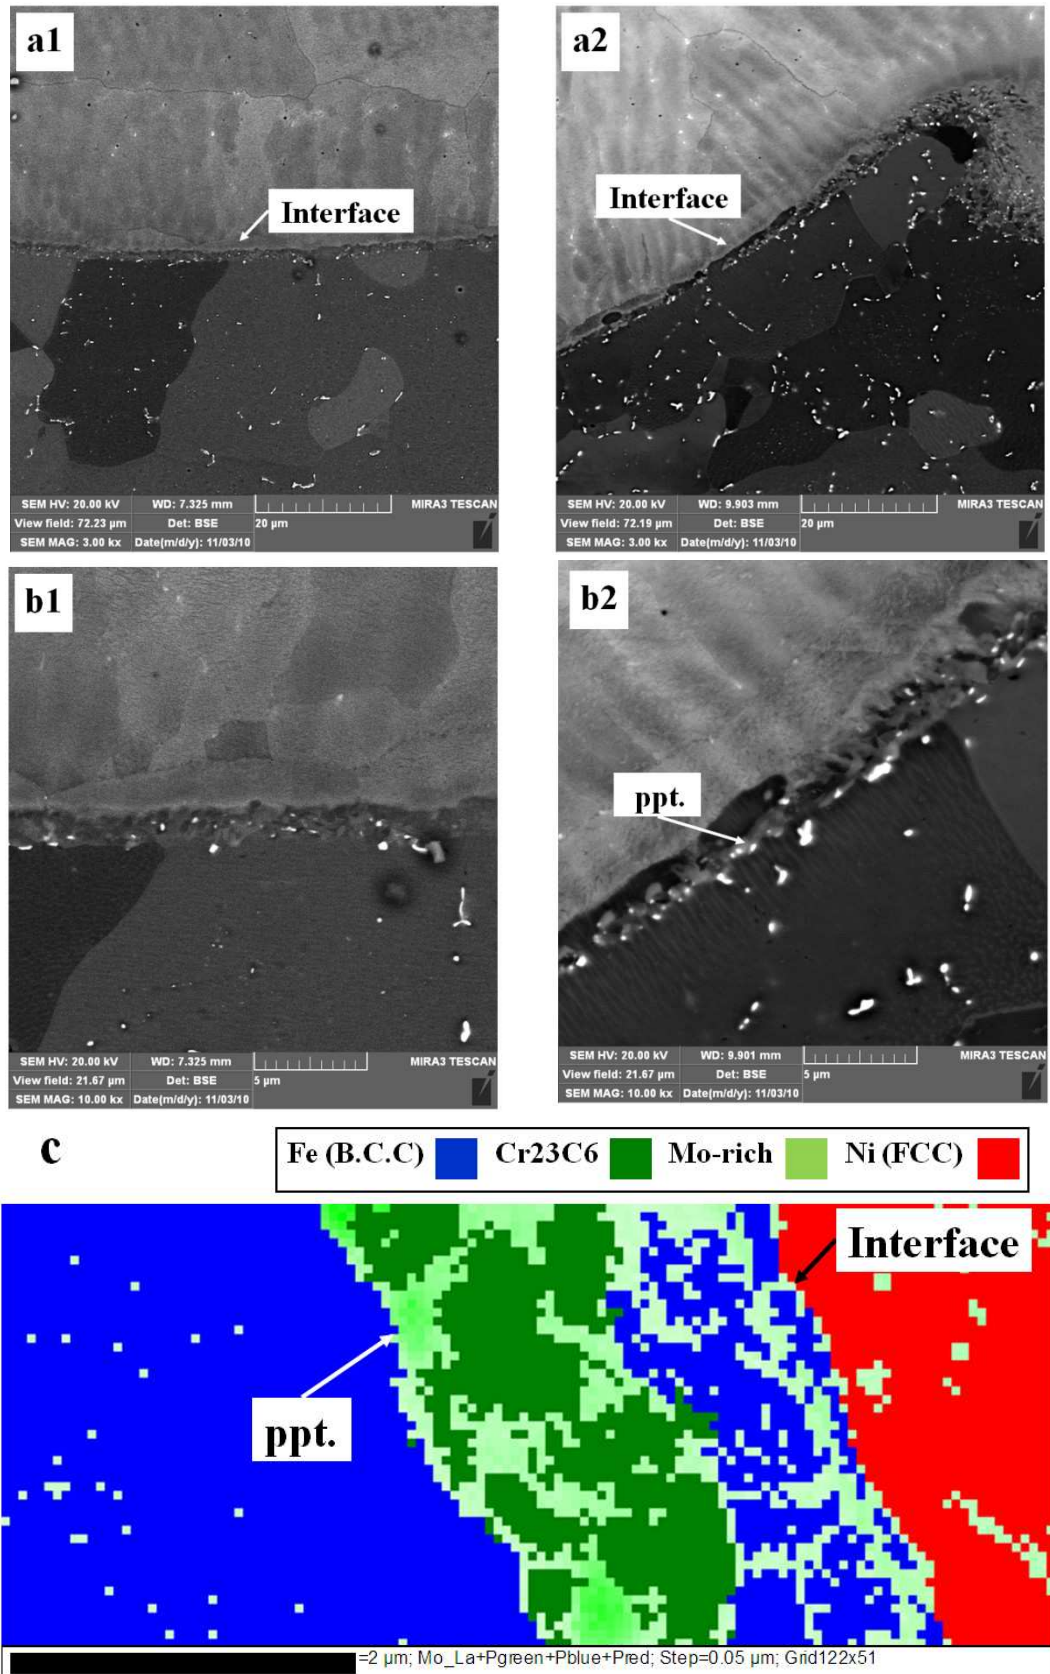 a1
Interface
SEM HV: 20.00 kV WD: 7.325 mm MIRA3 TESCAN
View field: 72.23 µm Det: BSE 20 µm
SEM MAG: 3.00 kx Date(m/d/y): 11/03/10
a2
Interface
SEM HV: 20.00 kV WD: 9.903 mm MIRA3 TESCAN
View field: 72.19 µm Det: BSE 20 µm
SEM MAG: 3.00 kx Date(m/d/y): 11/03/10
b1
SEM HV: 20.00 kV WD: 7.325 mm MIRA3 TESCAN
View field: 21.67 µm Det: BSE 5 µm
SEM MAG: 10.00 kx Date(m/d/y): 11/03/10
b2
ppt.
SEM HV: 20.00 kV WD: 9.901 mm MIRA3 TESCAN
View field: 21.67 µm Det: BSE 5 µm
SEM MAG: 10.00 kx Date(m/d/y): 11/03/10
c
Fe (B.C.C) Cr23C6 Mo-rich Ni (FCC)
Interface
ppt.
=2 µm; Mo_La+Pgreen+Pblue+Pred; Step=0.05 µm; Grid122x51